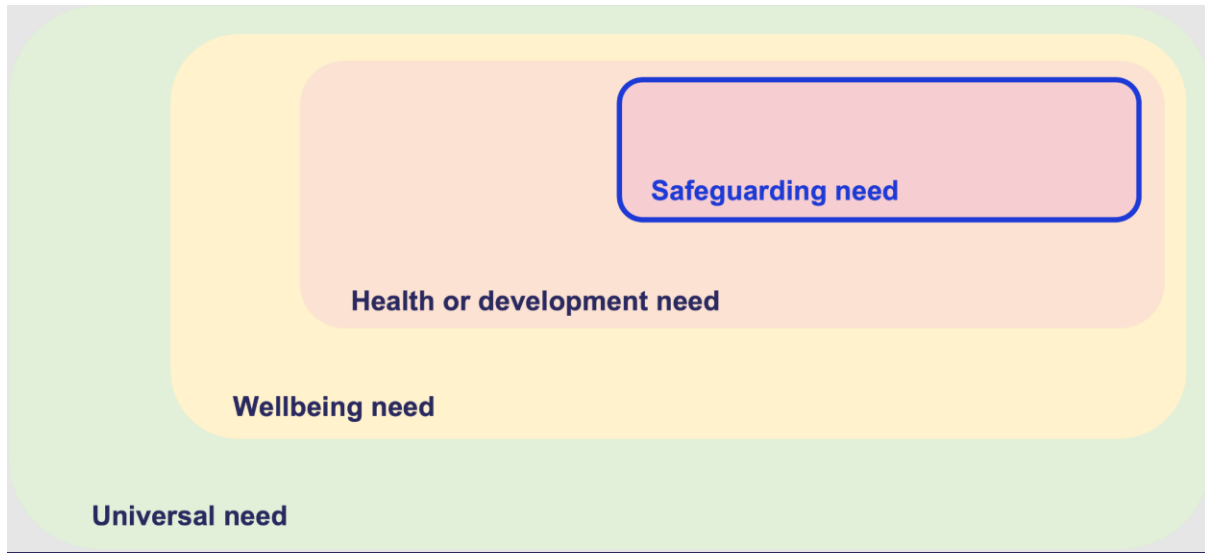 Safeguarding need
Health or development need
Wellbeing need
Universal need